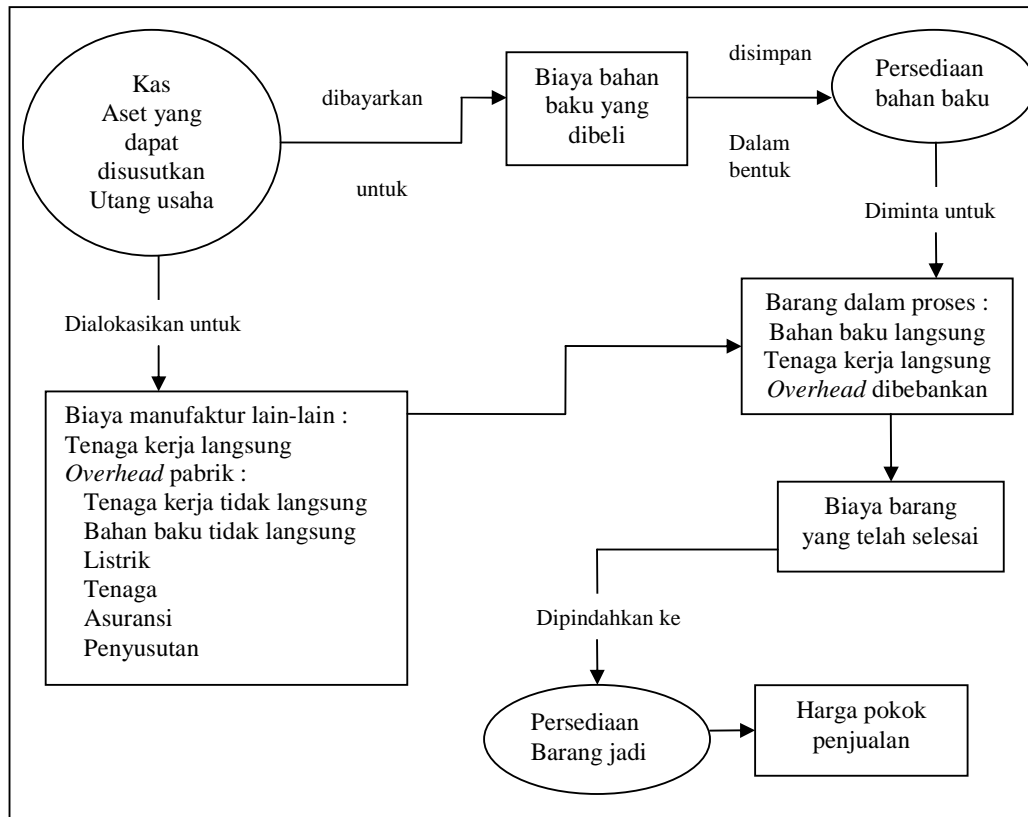 Kas
Aset yang
dapat
disusutkan
Utang usaha
dibayarkan
untuk
Biaya bahan
baku yang
dibeli
disimpan
Dalam
bentuk
Persediaan
bahan baku
Diminta untuk
Dialokasikan untuk
Barang dalam proses :
Bahan baku langsung
Tenaga kerja langsung
Overhead dibebankan
Biaya manufaktur lain-lain :
Tenaga kerja langsung
Overhead pabrik :
Tenaga kerja tidak langsung
Bahan baku tidak langsung
Listrik
Tenaga
Asuransi
Penyusutan
Biaya barang
yang telah selesai
Dipindahkan ke
Persediaan
Barang jadi
Harga pokok
penjualan